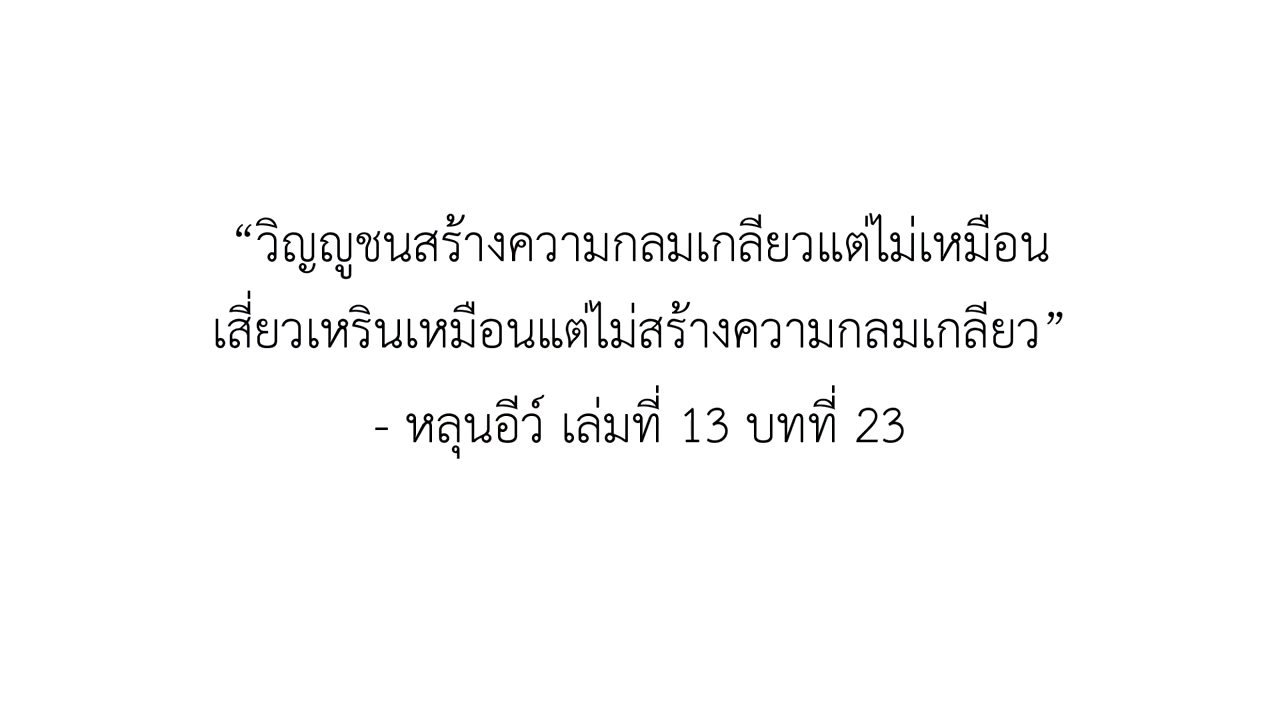 “วิญญูชนสร้างความกลมเกลียวแต่ไม่เหมือน
เสี่ยวเหรินเหมือนแต่ไม่สร้างความกลมเกลียว”
- หลุนอีว์ เล่มที่ 13 บทที่ 23